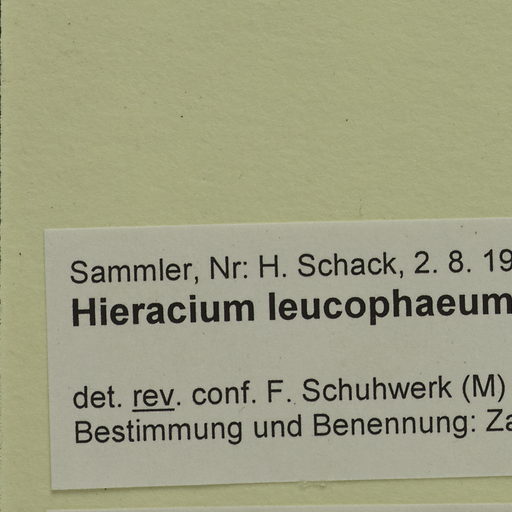 Sammler, Nr: H. Schack, 2. 8. 19
Hieracium leucophaeum
det. rev. conf. F. Schuhwerk (M)
Bestimmung und Benennung: Za